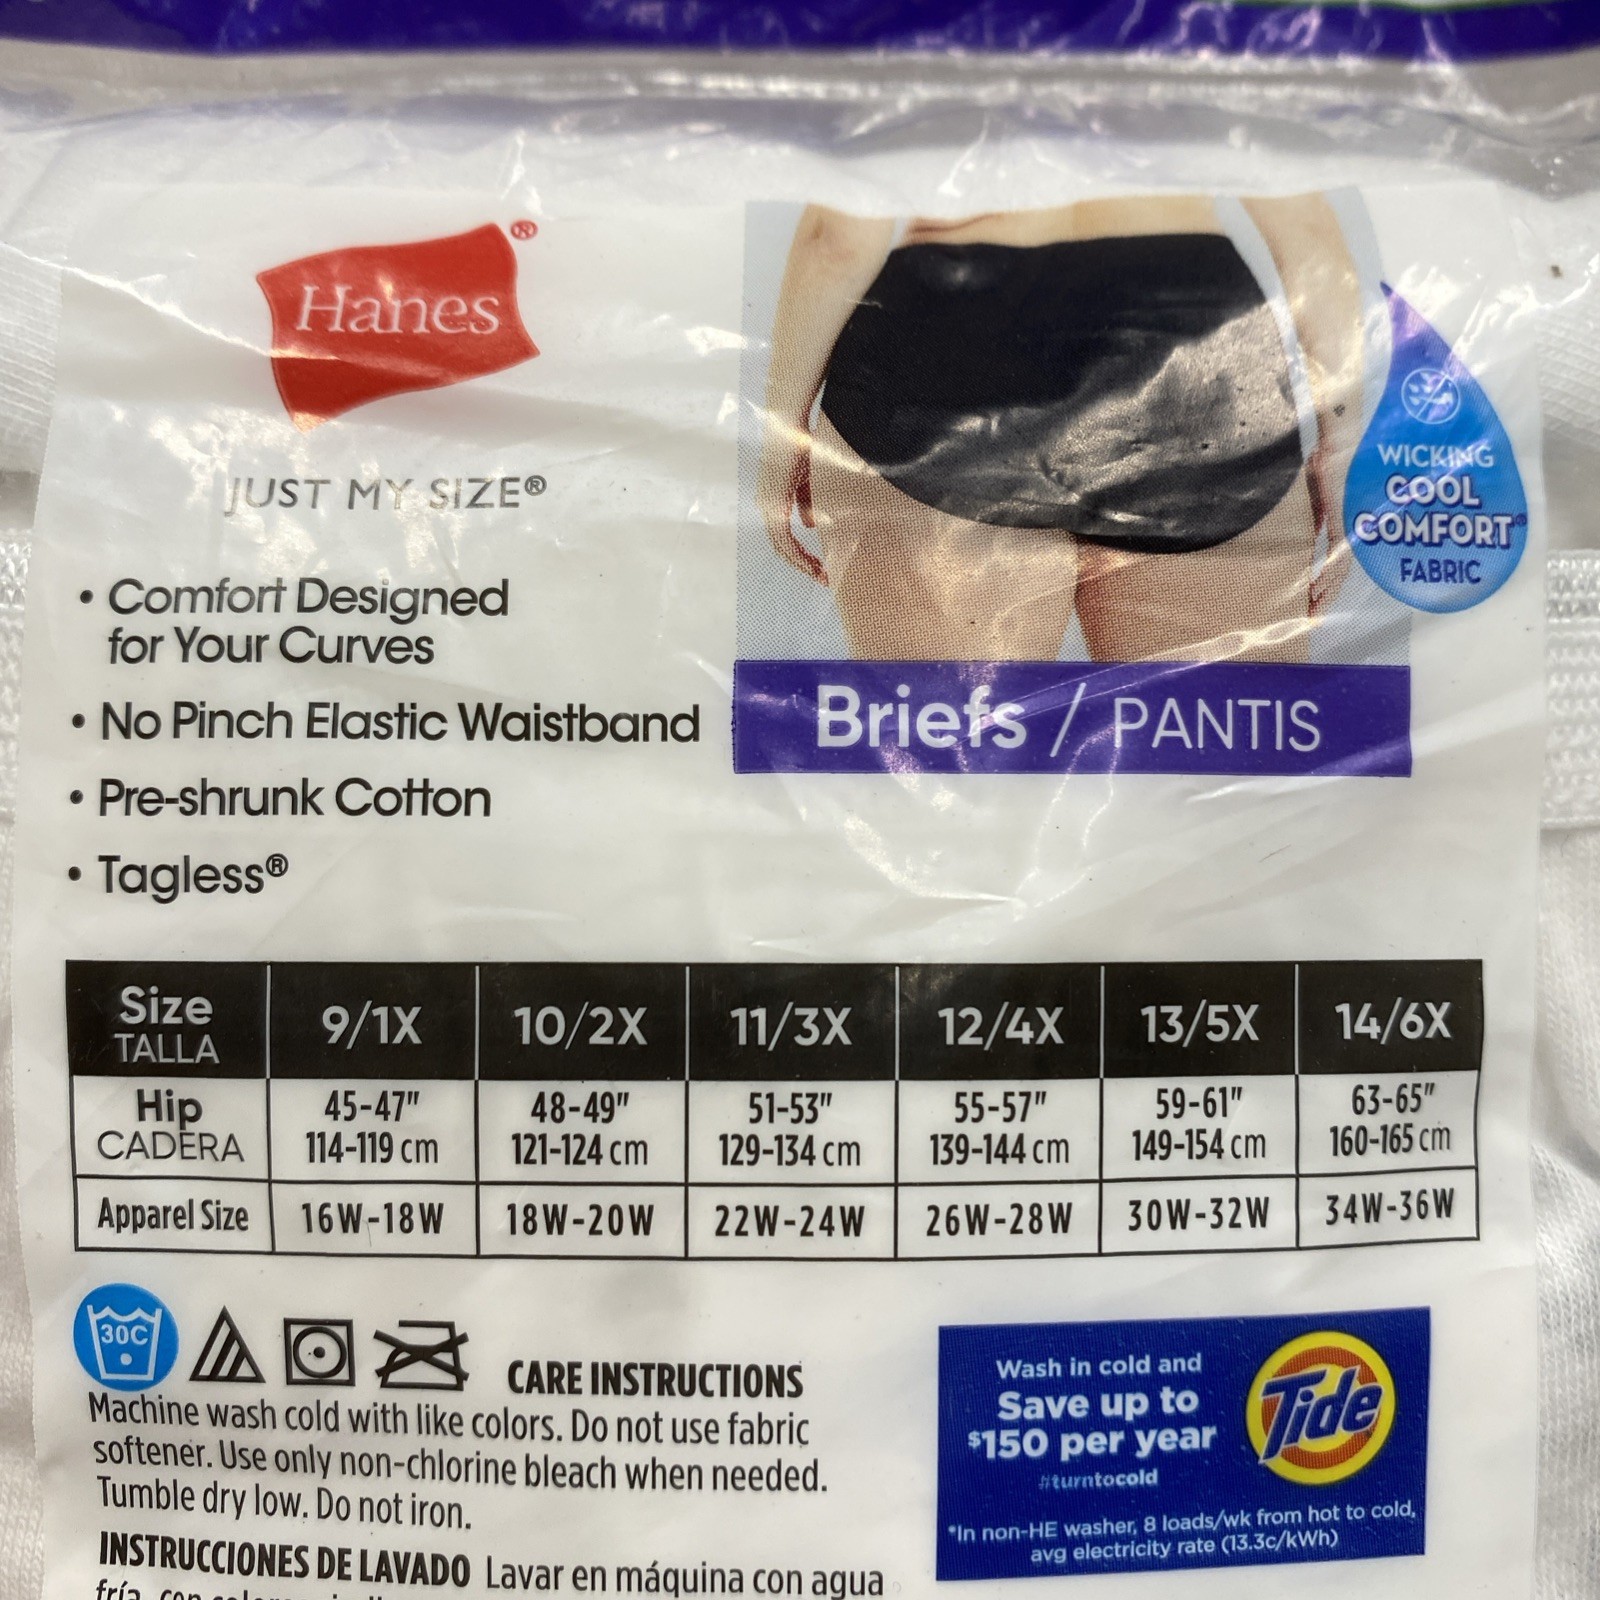 Hanes®
JUST MY SIZE®
• Comfort Designed
for Your Curves
• No Pinch Elastic Waistband
• Pre-shrunk Cotton
• Tagless®
WICKING
COOL
COMFORT®
FABRIC
Briefs / PANTIS
Size 9/1X 10/2X 11/3X 12/4X 13/5X 14/6X
TALLA
Hip 45-47" 48-49" 51-53" 55-57" 59-61" 63-65"
CADERA 114-119 cm 121-124 cm 129-134 cm 139-144 cm 149-154 cm 160-165 cm
Apparel Size 16W-18W 18W-20W 22W-24W 26W-28W 30W-32W 34W-36W
30C
CARE INSTRUCTIONS
Machine wash cold with like colors. Do not use fabric
softener. Use only non-chlorine bleach when needed.
Tumble dry low. Do not iron.
INSTRUCCIONES DE LAVADO Lavar en máquina con agua
fría, con
Wash in cold and
Save up to
$150 per year
#turntocold
Tide
*In non-HE washer, 8 loads/wk from hot to cold,
avg electricity rate (13.3c/kWh)